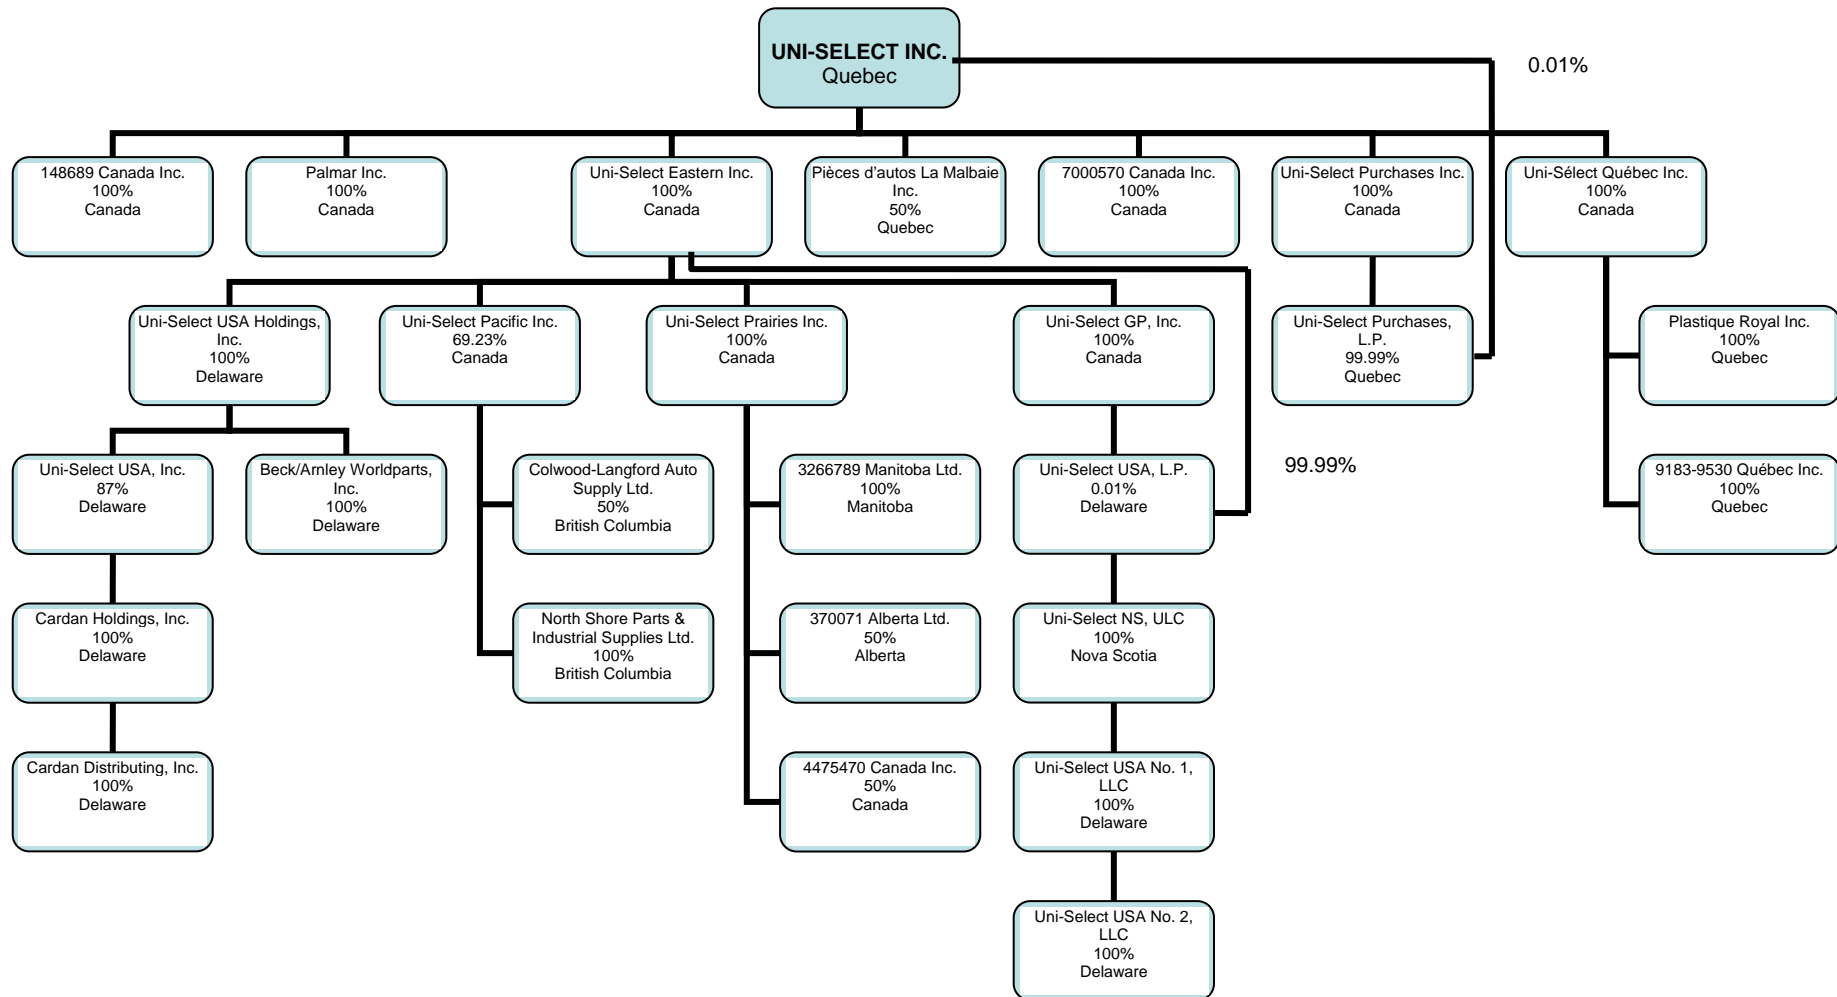 UNI-SELECT INC.
Quebec
0.01%
148689 Canada Inc.
100%
Canada
Palmar Inc.
100%
Canada
Uni-Select Eastern Inc.
100%
Canada
Pièces d'autos La Malbaie
Inc.
50%
Quebec
7000570 Canada Inc.
100%
Canada
Uni-Select Purchases Inc.
100%
Canada
Uni-Sélect Québec Inc.
100%
Canada
Uni-Select USA Holdings,
Inc.
100%
Delaware
Uni-Select Pacific Inc.
69.23%
Canada
Uni-Select Prairies Inc.
100%
Canada
Uni-Select GP, Inc.
100%
Canada
Uni-Select Purchases,
L.P.
99.99%
Quebec
Plastique Royal Inc.
100%
Quebec
Uni-Select USA, Inc.
87%
Delaware
Beck/Arnley Worldparts,
Inc.
100%
Delaware
Colwood-Langford Auto
Supply Ltd.
50%
British Columbia
3266789 Manitoba Ltd.
100%
Manitoba
Uni-Select USA, L.P.
0.01%
Delaware
99.99%
9183-9530 Québec Inc.
100%
Quebec
Cardan Holdings, Inc.
100%
Delaware
North Shore Parts &
Industrial Supplies Ltd.
100%
British Columbia
370071 Alberta Ltd.
50%
Alberta
Uni-Select NS, ULC
100%
Nova Scotia
Cardan Distributing, Inc.
100%
Delaware
4475470 Canada Inc.
50%
Canada
Uni-Select USA No. 1,
LLC
100%
Delaware
Uni-Select USA No. 2,
LLC
100%
Delaware